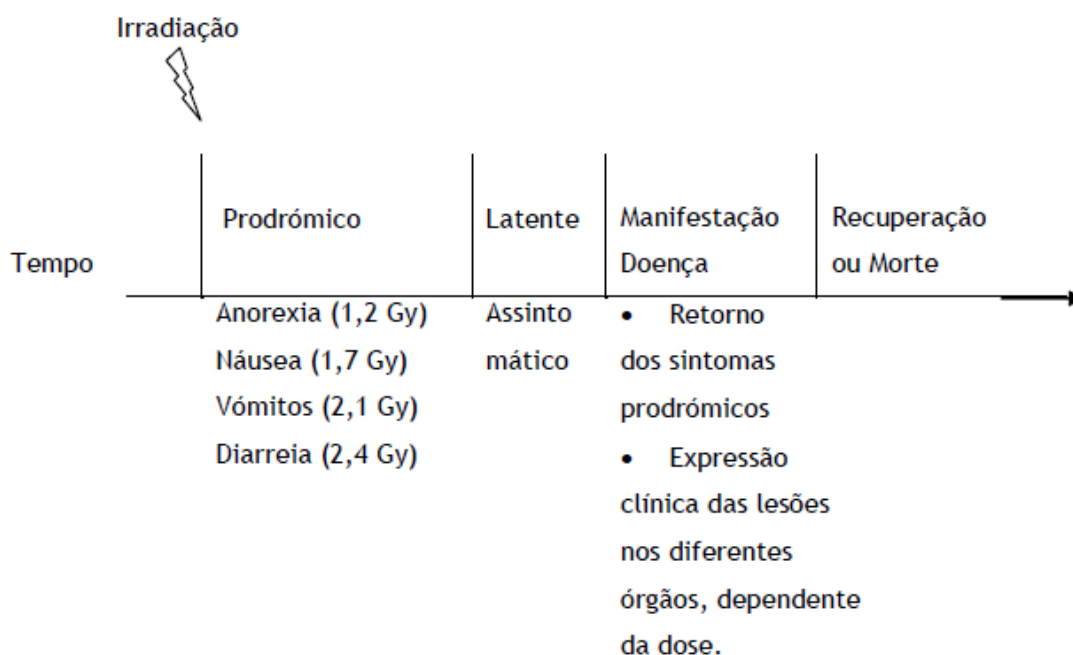 Irradiação
Tempo
Prodrómico
Anorexia (1,2 Gy)
Náusea (1,7 Gy)
Vómitos (2,1 Gy)
Diarreia (2,4 Gy)
Latente
Assinto
mático
Manifestação
Doença
• Retorno
dos sintomas
prodrómicos
• Expressão
clínica das lesões
nos diferentes
órgãos, dependente
da dose.
Recuperação
ou Morte